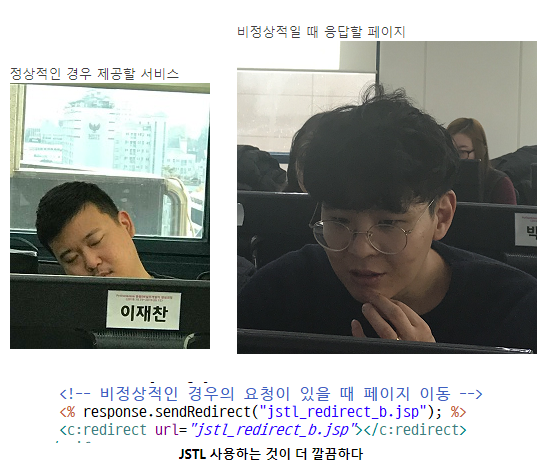 비정상적일 때 응답할 페이지
정상적인 경우 제공할 서비스
이재찬
박
<!-- 비정상적인 경우의 요청이 있을 때 페이지 이동 -->
<% response.sendRedirect("jstl_redirect_b.jsp"); %>
<c:redirect url="jstl_redirect_b.jsp"></c:redirect>
JSTL 사용하는 것이 더 깔끔하다